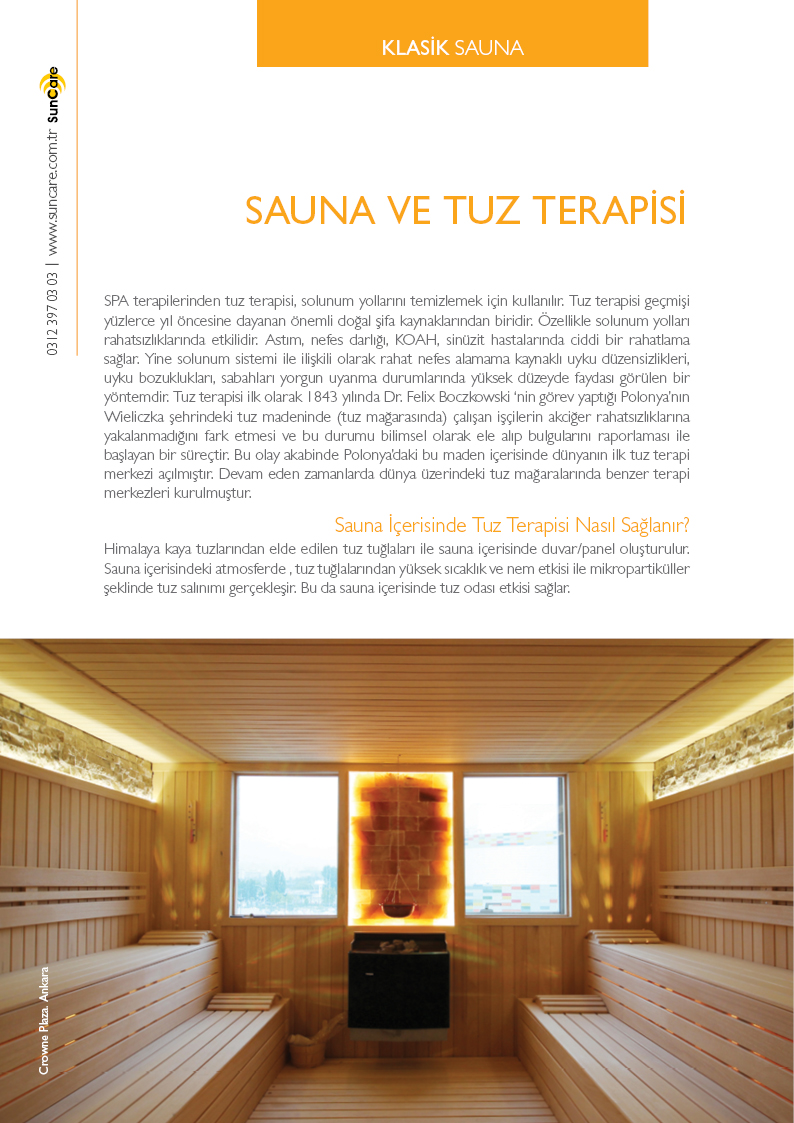 KLASİK SAUNA
0312 397 03 03 | www.suncare.com.tr SunCare
SAUNA VE TUZ TERAPİSİ
SPA terapilerinden tuz terapisi, solunum yollarını temizlemek için kullanılır. Tuz terapisi geçmişi
yüzlerce yıl öncesine dayanan önemli doğal şifa kaynaklarından biridir. Özellikle solunum yolları
rahatsızlıklarında etkilidir. Astım, nefes darlığı, KOAH, sinüzit hastalarında ciddi bir rahatlama
sağlar. Yine solunum sistemi ile ilişkili olarak rahat nefes alamama kaynaklı uyku düzensizlikleri,
uyku bozuklukları, sabahları yorgun uyanma durumlarında yüksek düzeyde faydası görülen bir
yöntemdir. Tuz terapisi ilk olarak 1843 yılında Dr. Felix Boczkowski ‘nin görev yaptığı Polonya’nın
Wieliczka şehrindeki tuz madeninde (tuz mağarasında) çalışan işçilerin akciğer rahatsızlıklarına
yakalanmadığını fark etmesi ve bu durumu bilimsel olarak ele alıp bulgularını raporlaması ile
başlayan bir süreçtir. Bu olay akabinde Polonya’daki bu maden içerisinde dünyanın ilk tuz terapi
merkezi açılmıştır. Devam eden zamanlarda dünya üzerindeki tuz mağaralarında benzer terapi
merkezleri kurulmuştur.
Sauna İçerisinde Tuz Terapisi Nasıl Sağlanır?
Himalaya kaya tuzlarından elde edilen tuz tuğlaları ile sauna içerisinde duvar/panel oluşturulur.
Sauna içerisindeki atmosferde , tuz tuğlalarından yüksek sıcaklık ve nem etkisi ile mikropartiküller
şeklinde tuz salınımı gerçekleşir. Bu da sauna içerisinde tuz odası etkisi sağlar.
Crowne Plaza. Ankara